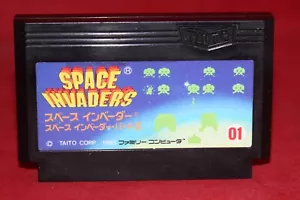 SPACE
INVADERS®
スペース インベーダー
スペース インベーダー・パート
© TAITO CORP. ファミリー コンピュータ
01